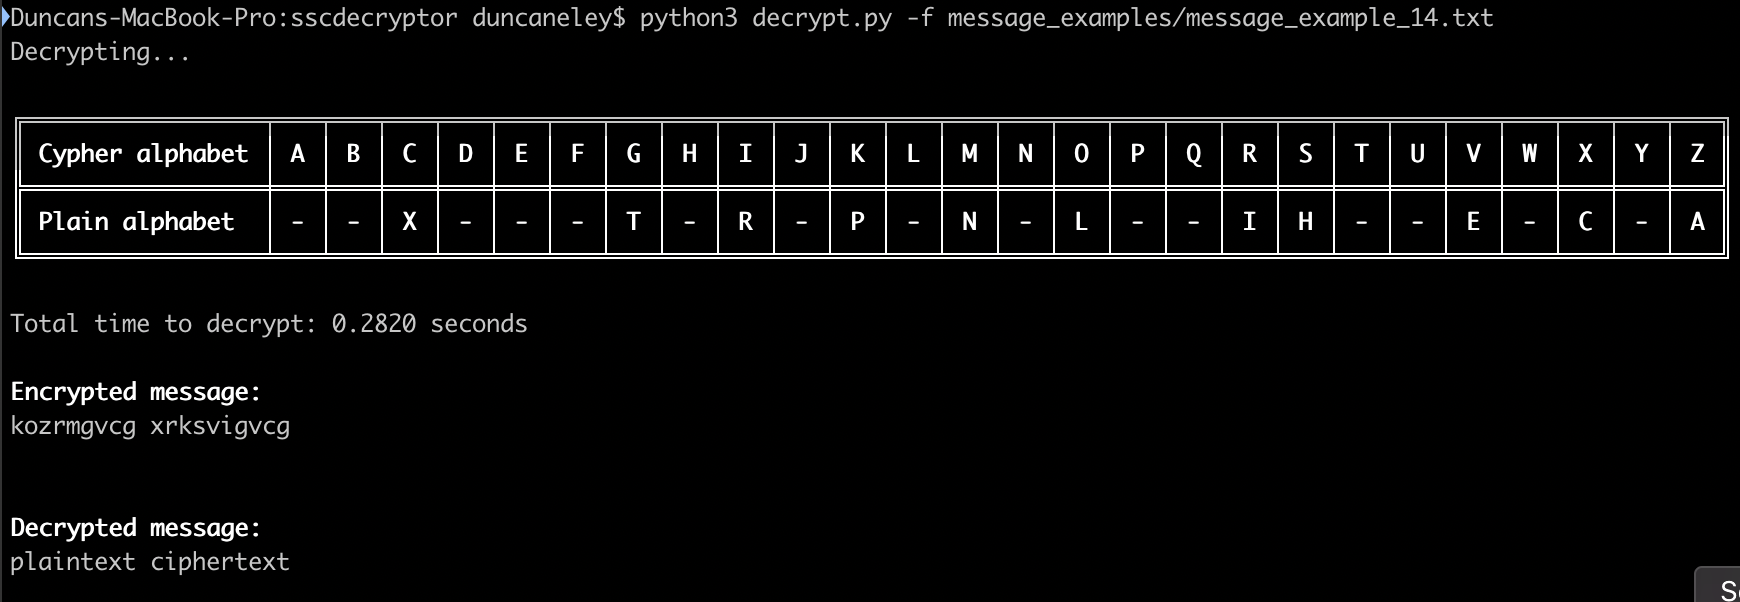 Duncans-MacBook-Pro:sscdecryptor duncaneley$ python3 decrypt.py -f message_examples/message_example_14.txt
Decrypting...
Cypher alphabet A B C D E F G H I J K L M N O P Q R S T U V W X Y Z
Plain alphabet - - X - - - T - R - P - N - L - - I H - - E - C - A
Total time to decrypt: 0.2820 seconds
Encrypted message:
kozrmgvcg xrksvigvcg
Decrypted message:
plaintext ciphertext